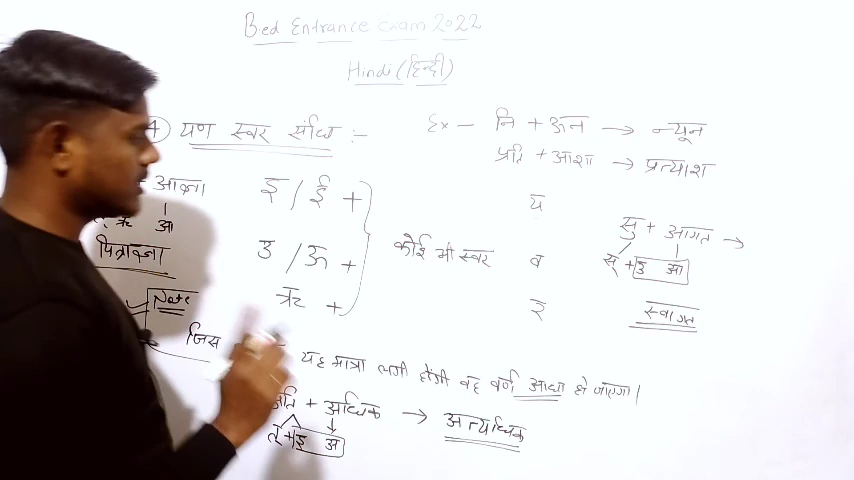 B.ed Entrance exam 2022
Hindi (हिन्दी)
4) यण स्वर संधि :-
Ex - नि + ऊन → न्यून
प्रति + आशा → प्रत्याश
आज्ञा
ऋ आ
पित्राज्ञा
इ / ई +
उ / ऊ +
ऋ +
कोई भी स्वर
य
व
र
सु + आगत →
स् + उ आ
स्वागत
Note
जिस
यह मात्रा लगी होगी वह वर्ण आधा हो जाएगा।
अति + अधिक → अत्यधिक
त् + इ अ